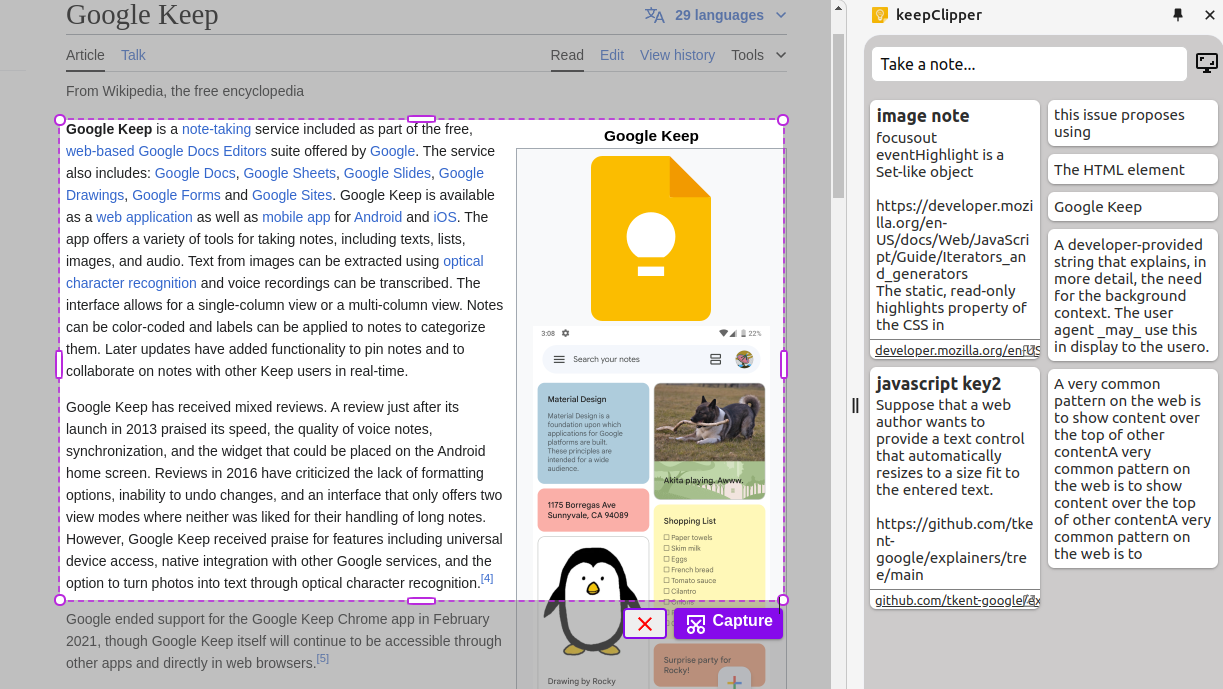 Google Keep
29 languages
Article Talk
Read Edit View history Tools
From Wikipedia, the free encyclopedia
Google Keep is a note-taking service included as part of the free,
web-based Google Docs Editors suite offered by Google. The service
also includes: Google Docs, Google Sheets, Google Slides, Google
Drawings, Google Forms and Google Sites. Google Keep is available
as a web application as well as mobile app for Android and iOS. The
app offers a variety of tools for taking notes, including texts, lists,
images, and audio. Text from images can be extracted using optical
character recognition and voice recordings can be transcribed. The
interface allows for a single-column view or a multi-column view. Notes
can be color-coded and labels can be applied to notes to categorize
them. Later updates have added functionality to pin notes and to
collaborate on notes with other Keep users in real-time.
Google Keep has received mixed reviews. A review just after its
launch in 2013 praised its speed, the quality of voice notes,
synchronization, and the widget that could be placed on the Android
home screen. Reviews in 2016 have criticized the lack of formatting
options, inability to undo changes, and an interface that only offers two
view modes where neither was liked for their handling of long notes.
However, Google Keep received praise for features including universal
device access, native integration with other Google services, and the
option to turn photos into text through optical character recognition.[4]
Google ended support for the Google Keep Chrome app in February
2021, though Google Keep itself will continue to be accessible through
other apps and directly in web browsers.[5]
Google Keep
3:08 22%
Search your notes
Material Design
Material Design is a
foundation upon which
applications for Google
platforms are built.
These principles are
intended for a wide
audience.
1175 Borregas Ave
Sunnyvale, CA 94089
Drawing by Rocky
Akita playing. Awww.
Shopping List
Paper towels
Skim milk
Eggs
French bread
Tomato sauce
Cilantro
Surprise party for
Rocky!
Capture
keepClipper
Take a note...
image note
focusout
eventHighlight is a
Set-like object
https://developer.mozi
lla.org/en-
US/docs/Web/JavaScri
pt/Guide/Iterators_an
d_generators
The static, read-only
highlights property of
the CSS in
developer.mozilla.org/en-US
javascript key2
Suppose that a web
author wants to
provide a text control
that automatically
resizes to a size fit to
the entered text.
https://github.com/tke
nt-
google/explainers/tre
e/main
github.com/tkent-google/ex
this issue proposes
using
The HTML element
Google Keep
A developer-provided
string that explains, in
more detail, the need
for the background
context. The user
agent _may_ use this
in display to the usero.
A very common
pattern on the web is
to show content over
the top of other
contentA very
common pattern on
the web is to show
content over the top
of other contentA very
common pattern on
the web is to